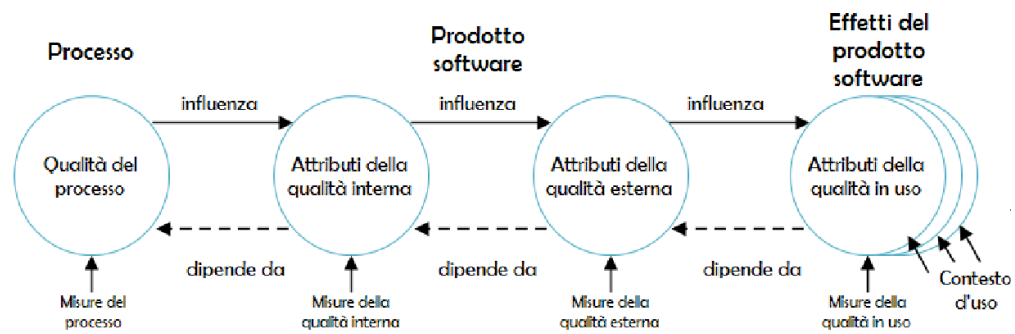 Processo
Prodotto
software
Effetti del
prodotto
software
influenza
influenza
influenza
Qualità del
processo
Attributi della
qualità interna
Attributi della
qualità esterna
Attributi della
qualità in uso
dipende da
dipende da
dipende da
Misure del
processo
Misure della
qualità interna
Misure della
qualità esterna
Misure della
qualità in uso
Contesto
d'uso